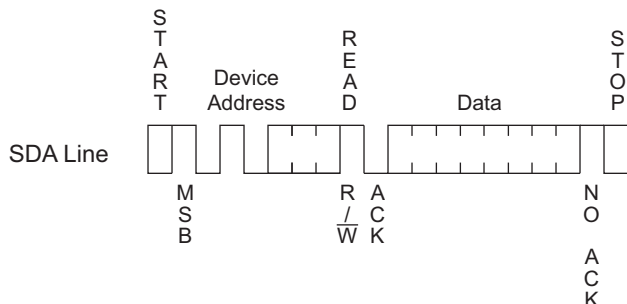 START
READ
STOP
Device
Address
Data
SDA Line
MSB
R/W
ACK
NO ACK